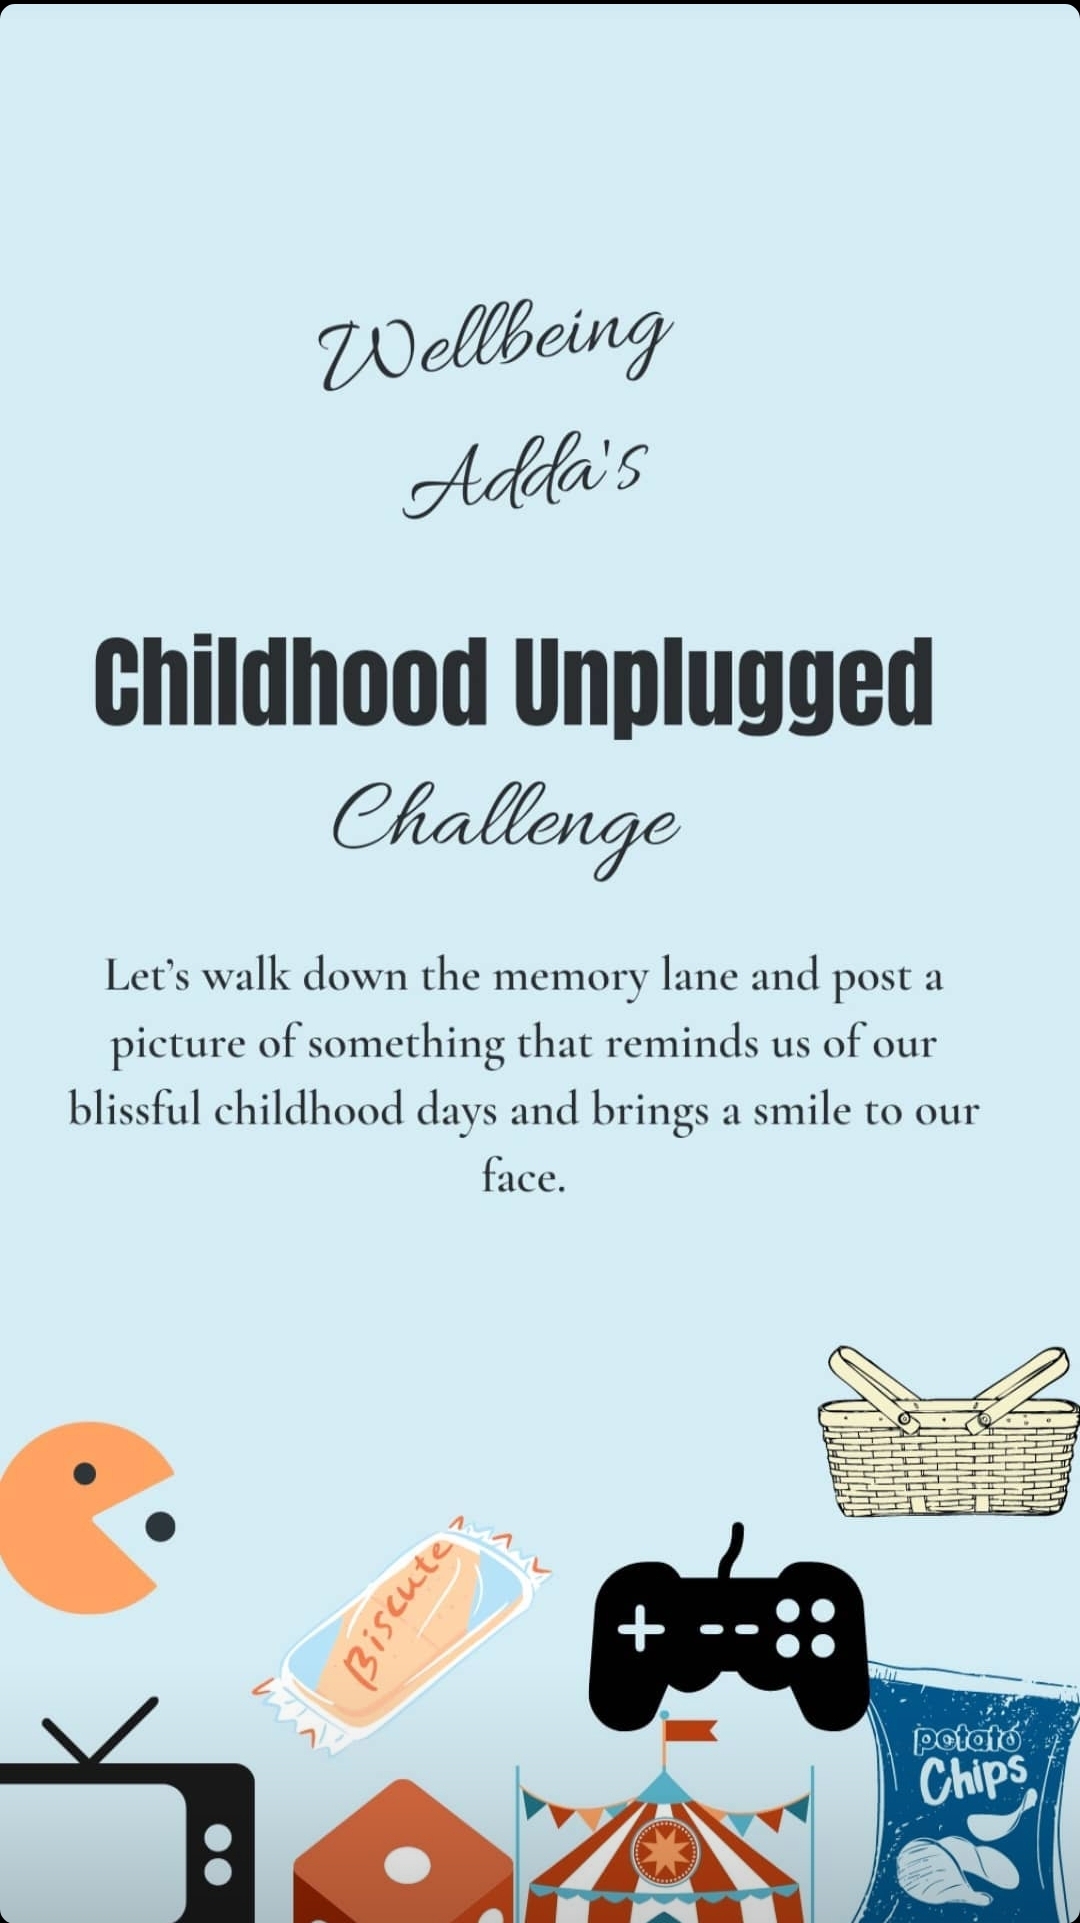 Wellbeing
Adda's
Childhood Unplugged
Challenge
Let’s walk down the memory lane and post a
picture of something that reminds us of our
blissful childhood days and brings a smile to our
face.
Biscute
potato
Chips